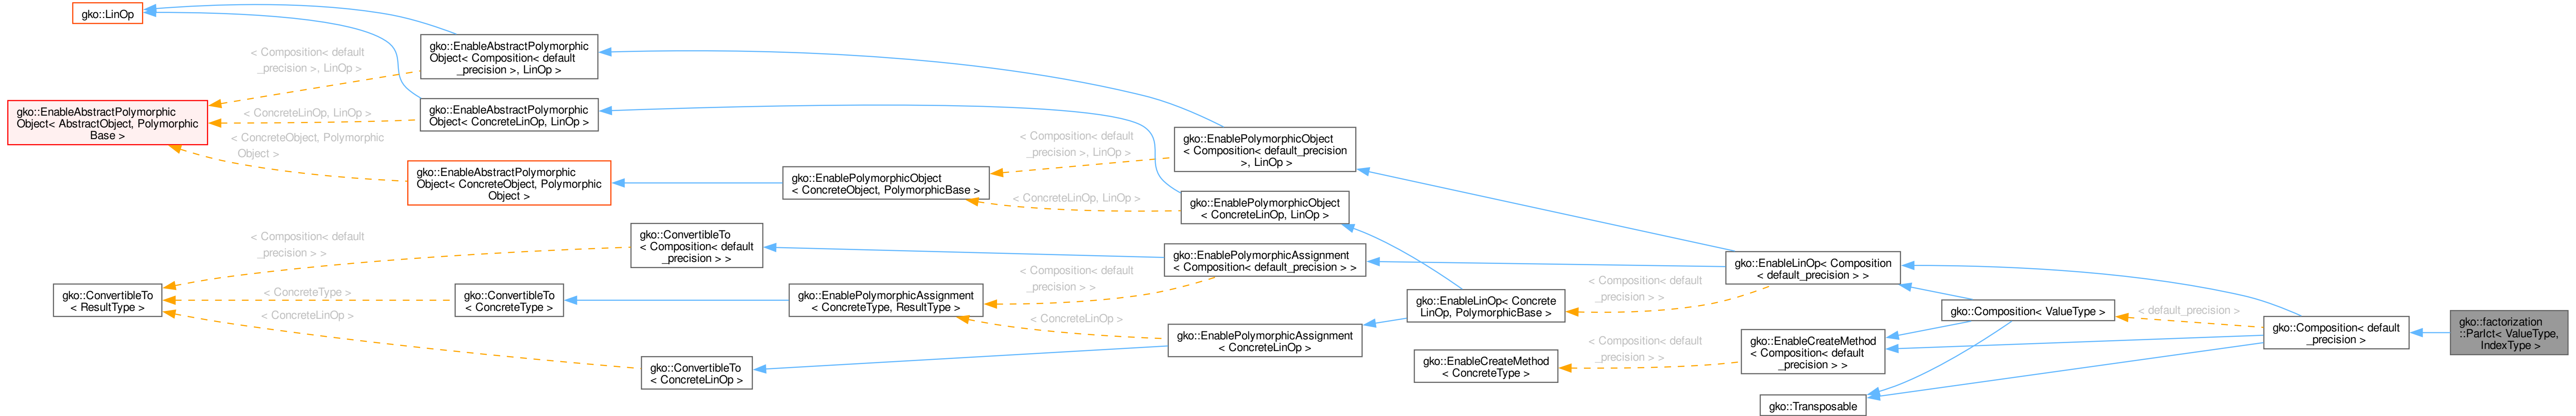 gko::LinOp
gko::EnableAbstractPolymorphic
Object< Composition< default
_precision >, LinOp >
< Composition< default
_precision >, LinOp >
gko::EnableAbstractPolymorphic
Object< AbstractObject, Polymorphic
Base >
< ConcreteLinOp, LinOp >
gko::EnableAbstractPolymorphic
Object< ConcreteLinOp, LinOp >
< ConcreteObject, Polymorphic
Object >
gko::EnableAbstractPolymorphic
Object< ConcreteObject, Polymorphic
Object >
gko::EnablePolymorphicObject
< ConcreteObject, PolymorphicBase >
< Composition< default
_precision >, LinOp >
gko::EnablePolymorphicObject
< Composition< default_precision
>, LinOp >
< ConcreteLinOp, LinOp >
gko::EnablePolymorphicObject
< ConcreteLinOp, LinOp >
< Composition< default
_precision > >
gko::ConvertibleTo
< Composition< default
_precision > >
gko::EnablePolymorphicAssignment
< Composition< default_precision > >
gko::ConvertibleTo
< ResultType >
< ConcreteType >
gko::ConvertibleTo
< ConcreteType >
gko::EnablePolymorphicAssignment
< ConcreteType, ResultType >
< Composition< default
_precision > >
< ConcreteLinOp >
< ConcreteLinOp >
gko::EnablePolymorphicAssignment
< ConcreteLinOp >
gko::ConvertibleTo
< ConcreteLinOp >
gko::EnableLinOp< Concrete
LinOp, PolymorphicBase >
< Composition< default
_precision > >
gko::EnableLinOp< Composition
< default_precision > >
gko::EnableCreateMethod
< ConcreteType >
< Composition< default
_precision > >
gko::EnableCreateMethod
< Composition< default
_precision > >
gko::Transposable
gko::Composition< ValueType >
< default_precision >
gko::Composition< default
_precision >
gko::factorization
::ParIct< ValueType,
IndexType >